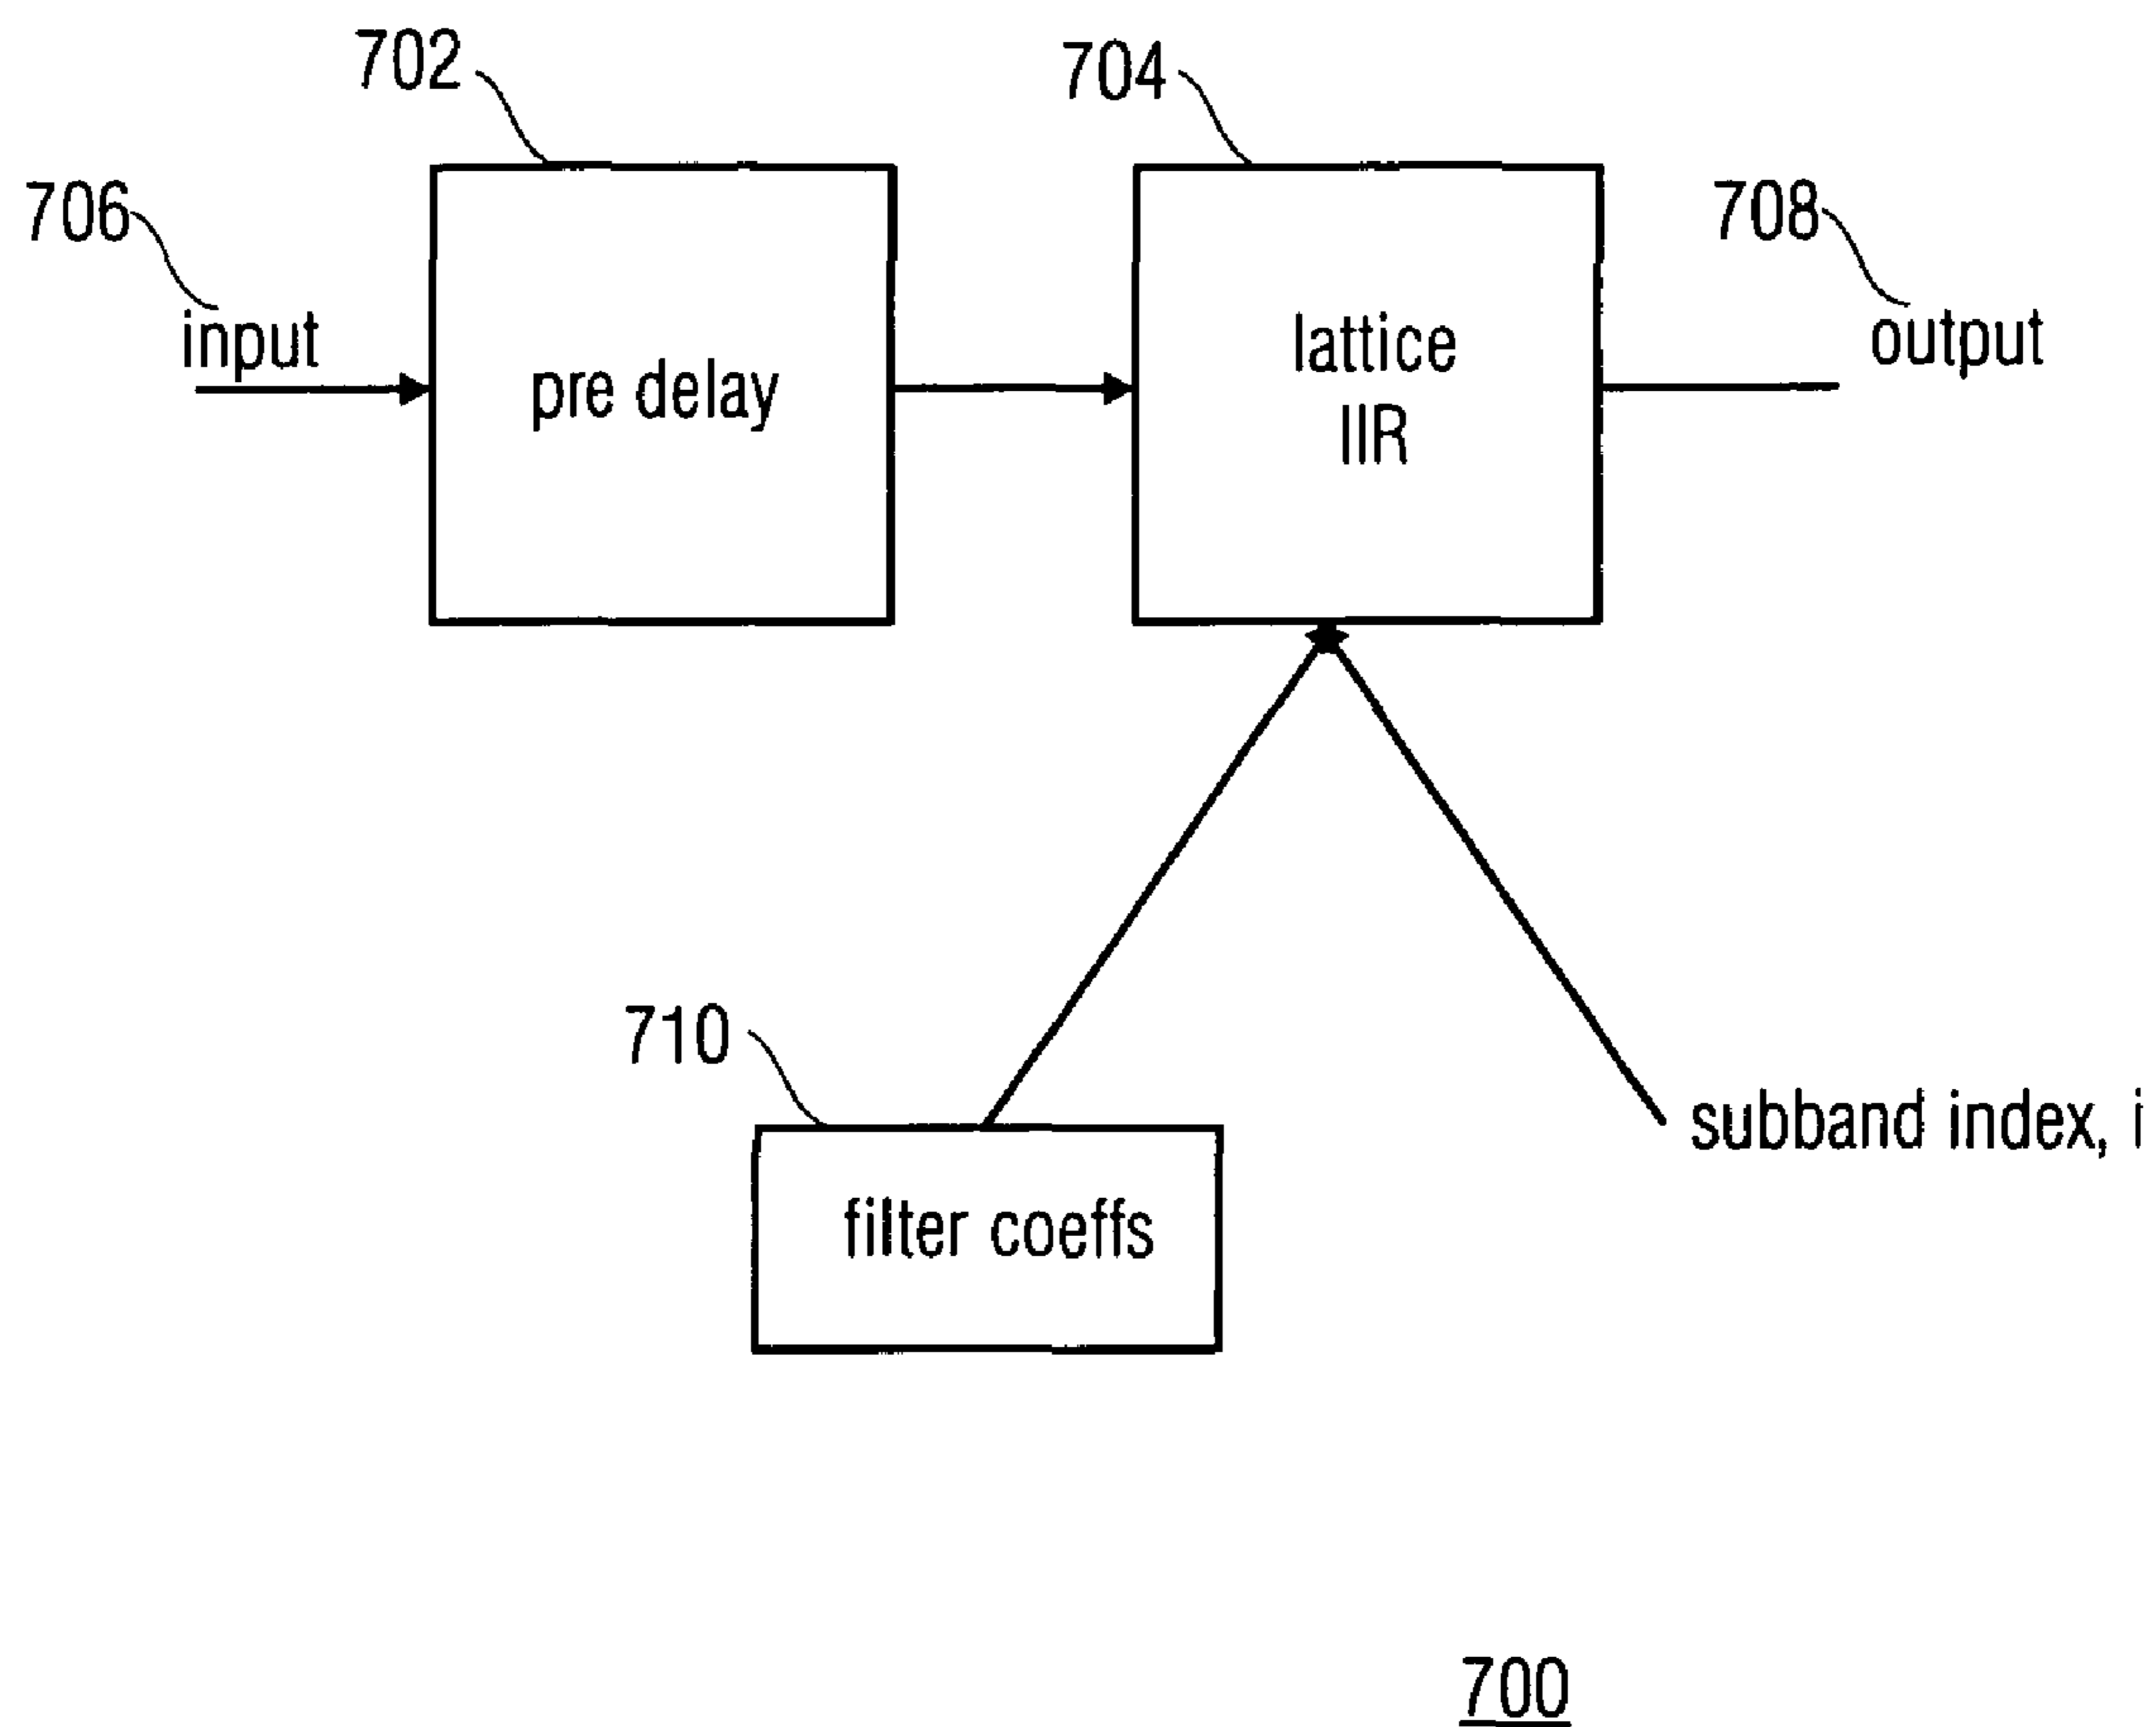 702
704
706
708
input
pre delay
lattice
IIR
output
710
subband index, i
filter coeffs
700